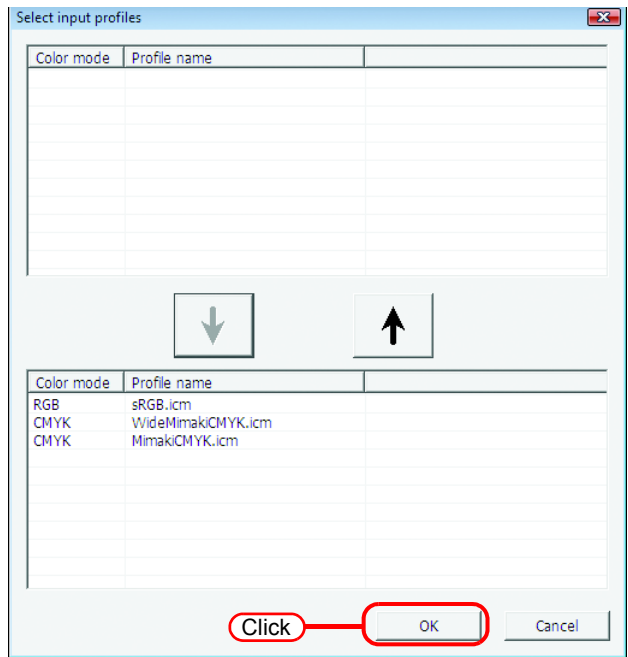 Select input profiles
Color mode Profile name
Color mode Profile name
RGB sRGB.icm
CMYK WideMimakiCMYK.icm
CMYK MimakiCMYK.icm
Click OK Cancel